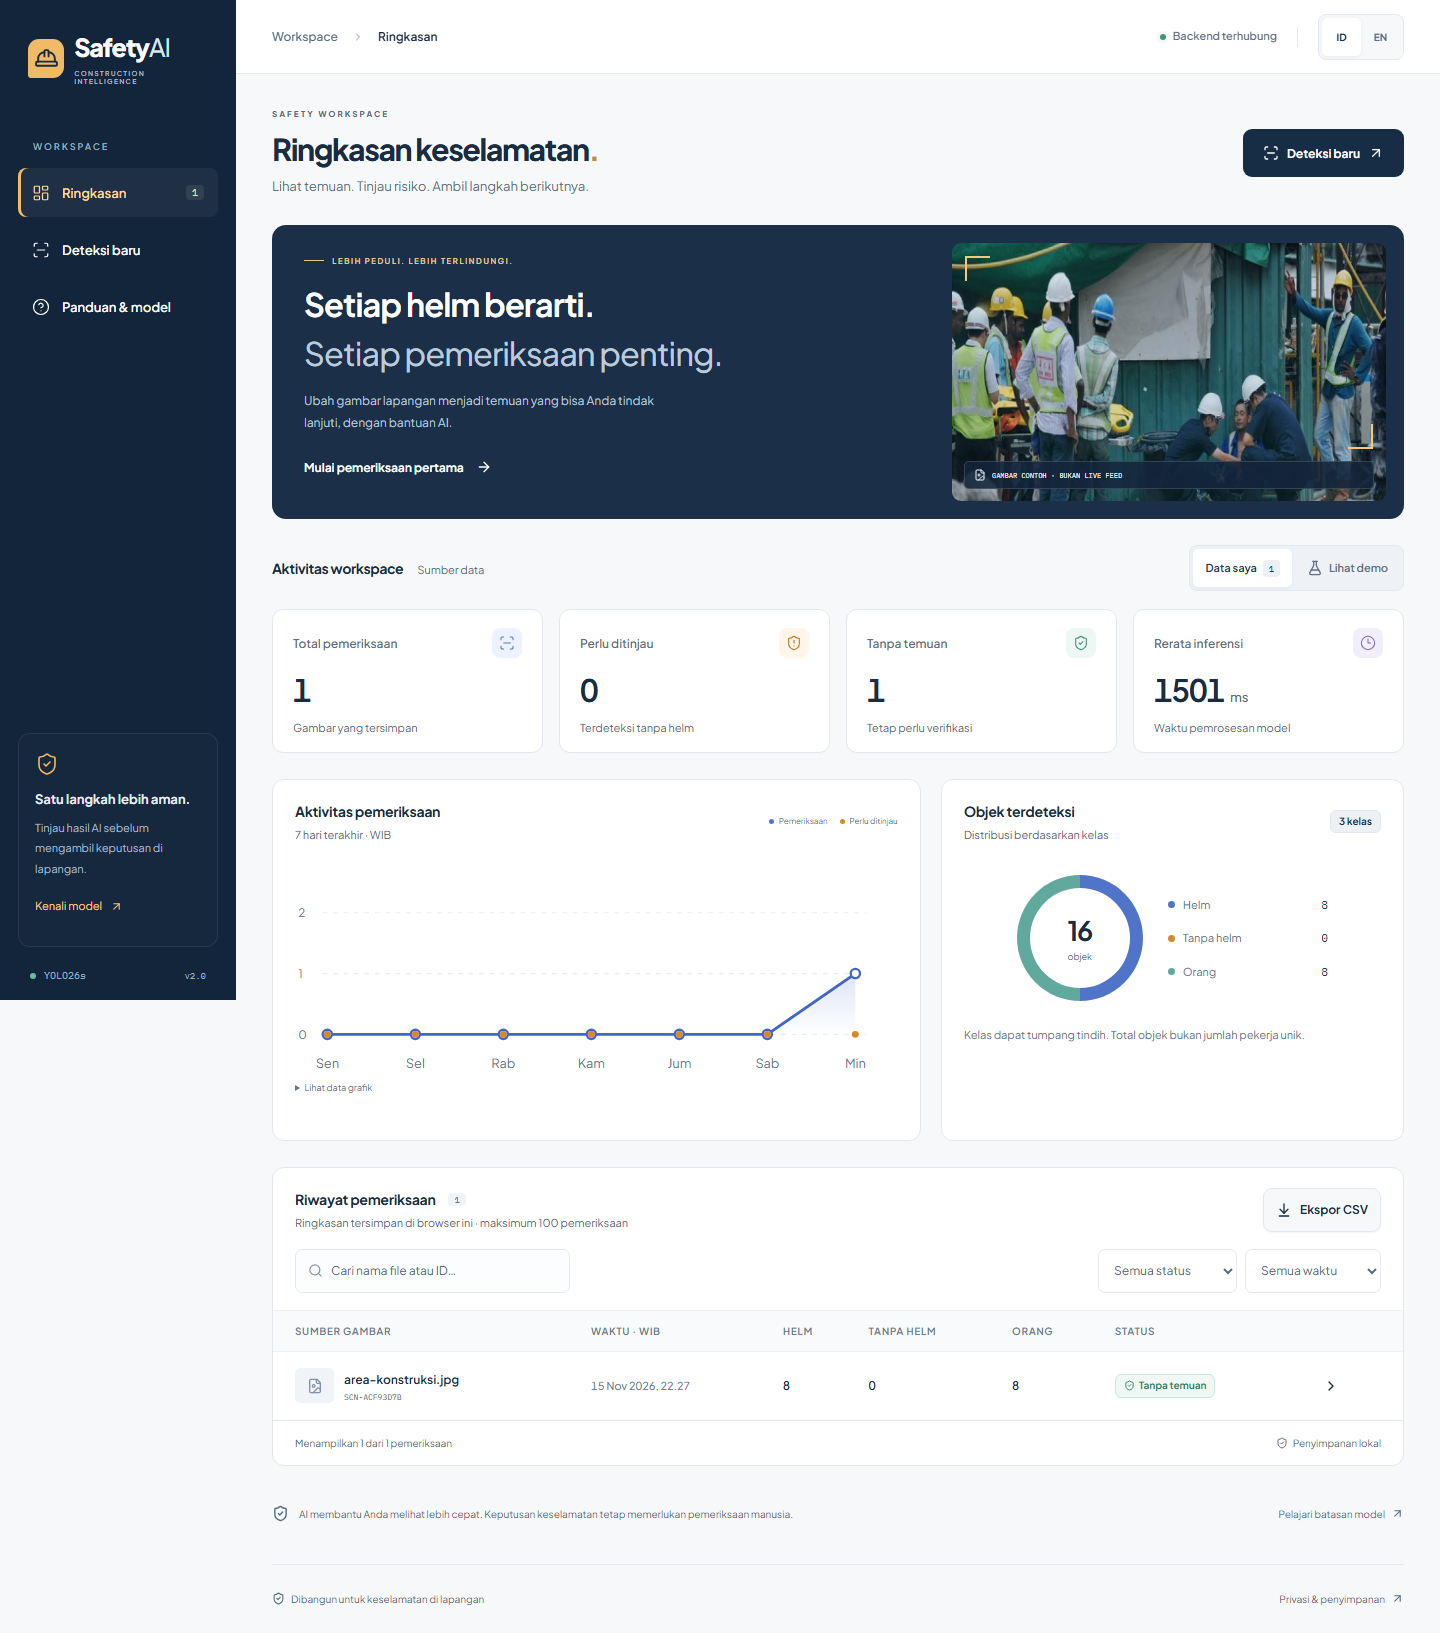 SafetyAI
CONSTRUCTION
INTELLIGENCE
WORKSPACE
Ringkasan 1
Deteksi baru
Panduan & model
Satu langkah lebih aman.
Tinjau hasil AI sebelum
mengambil keputusan di
lapangan.
Kenali model
YOLO26s v2.0
Workspace Ringkasan
Backend terhubung
ID EN
SAFETY WORKSPACE
Ringkasan keselamatan.
Lihat temuan. Tinjau risiko. Ambil langkah berikutnya.
Deteksi baru
LEBIH PEDULI. LEBIH TERLINDUNGI.
Setiap helm berarti.
Setiap pemeriksaan penting.
Ubah gambar lapangan menjadi temuan yang bisa Anda tindak
lanjuti, dengan bantuan AI.
Mulai pemeriksaan pertama
GAMBAR CONTOH · BUKAN LIVE FEED
Aktivitas workspace Sumber data
Data saya 1 Lihat demo
Total pemeriksaan
1
Gambar yang tersimpan
Perlu ditinjau
0
Terdeteksi tanpa helm
Tanpa temuan
1
Tetap perlu verifikasi
Rerata inferensi
1501 ms
Waktu pemrosesan model
Aktivitas pemeriksaan
7 hari terakhir · WIB
Pemeriksaan Perlu ditinjau
2
1
0
Sen Sel Rab Kam Jum Sab Min
Lihat data grafik
Objek terdeteksi
Distribusi berdasarkan kelas
3 kelas
16
objek
Helm 8
Tanpa helm 0
Orang 8
Kelas dapat tumpang tindih. Total objek bukan jumlah pekerja unik.
Riwayat pemeriksaan 1
Ringkasan tersimpan di browser ini · maksimum 100 pemeriksaan
Ekspor CSV
Cari nama file atau ID...
Semua status Semua waktu
SUMBER GAMBAR WAKTU · WIB HELM TANPA HELM ORANG STATUS
area-konstruksi.jpg 15 Nov 2026, 22.27 8 0 8 Tanpa temuan
SCN-ACF93D7B
Menampilkan 1 dari 1 pemeriksaan Penyimpanan lokal
AI membantu Anda melihat lebih cepat. Keputusan keselamatan tetap memerlukan pemeriksaan manusia. Pelajari batasan model
Dibangun untuk keselamatan di lapangan Privasi & penyimpanan